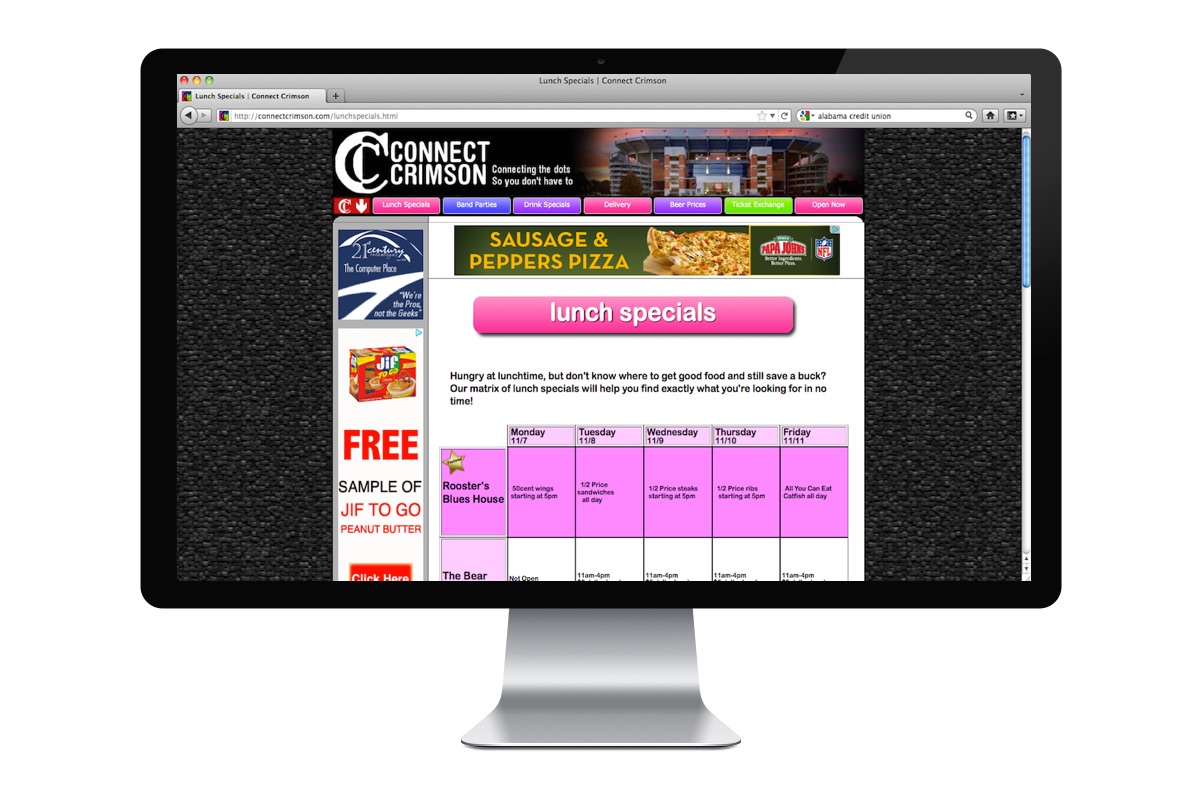 Lunch Specials | Connect Crimson
Lunch Specials | Connect Crimson
+
http://connectcrimson.com/lunchspecials.html
alabama credit union
CC CONNECT
CRIMSON
Connecting the dots
So you don't have to
Lunch Specials
Band Parties
Drink Specials
Delivery
Beer Prices
Ticket Exchange
Open Now
21st century
The Computer Place
"We're
the Pros,
not the Geeks"
SAUSAGE &
PEPPERS PIZZA
PAPA JOHNS
Better Ingredients.
Better Pizza.
NFL
lunch specials
Jif
TO GO
FREE
SAMPLE OF
JIF TO GO
PEANUT BUTTER
Click Here
Hungry at lunchtime, but don't know where to get good food and still save a buck?
Our matrix of lunch specials will help you find exactly what you're looking for in no
time!
Monday
11/7
Tuesday
11/8
Wednesday
11/9
Thursday
11/10
Friday
11/11
Rooster's
Blues House
50cent wings
starting at 5pm
1/2 Price
sandwiches
all day
1/2 Price steaks
starting at 5pm
1/2 Price ribs
starting at 5pm
All You Can Eat
Catfish all day
The Bear
Not Open
11am-4pm
11am-4pm
11am-4pm
11am-4pm